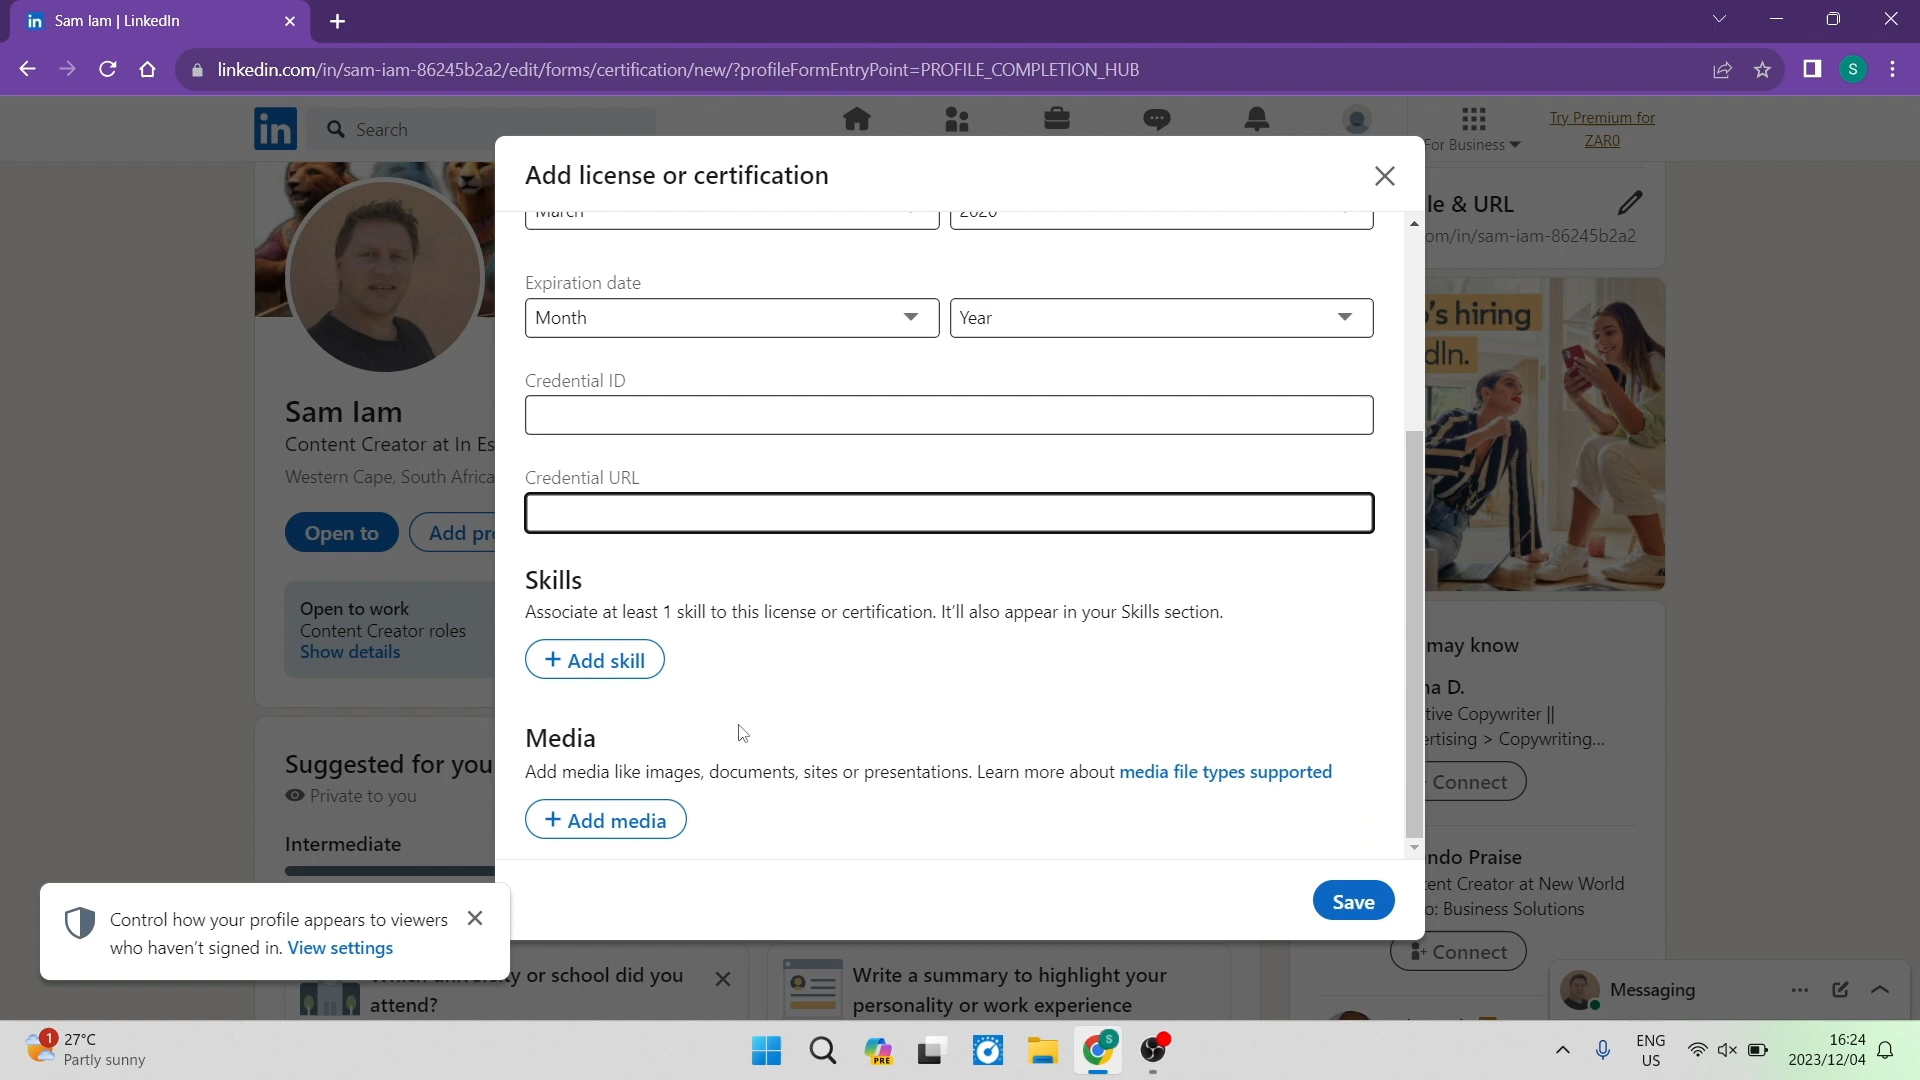 Sam Iam | LinkedIn
linkedin.com/in/sam-iam-86245b2a2/edit/forms/certification/new/?profileFormEntryPoint=PROFILE_COMPLETION_HUB
S
in
Search
For Business
Try Premium for
ZAR0
Add license or certification
March
2020
Expiration date
Month
Year
Credential ID
Credential URL
Skills
Associate at least 1 skill to this license or certification. It'll also appear in your Skills section.
+ Add skill
Media
Add media like images, documents, sites or presentations. Learn more about media file types supported
+ Add media
Save
Sam Iam
Content Creator at In Es
Western Cape, South Africa
Open to
Add pro
Open to work
Content Creator roles
Show details
Suggested for you
Private to you
Intermediate
Control how your profile appears to viewers
who haven't signed in. View settings
or school did you
attend?
Write a summary to highlight your
personality or work experience
le & URL
om/in/sam-iam-86245b2a2
's hiring
dIn.
may know
na D.
tive Copywriter ||
ertising > Copywriting...
Connect
ndo Praise
ent Creator at New World
o: Business Solutions
Connect
Messaging
1
27°C
Partly sunny
PRE
S
ENG
US
16:24
2023/12/04